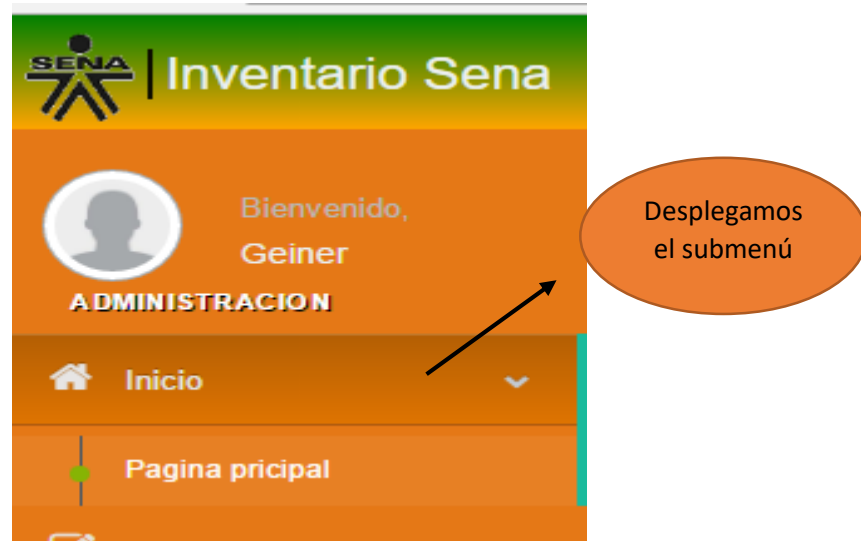 SENA
Inventario Sena
Bienvenido,
Geiner
ADMINISTRACION
Inicio
Pagina pricipal
Desplegamos
el submenú